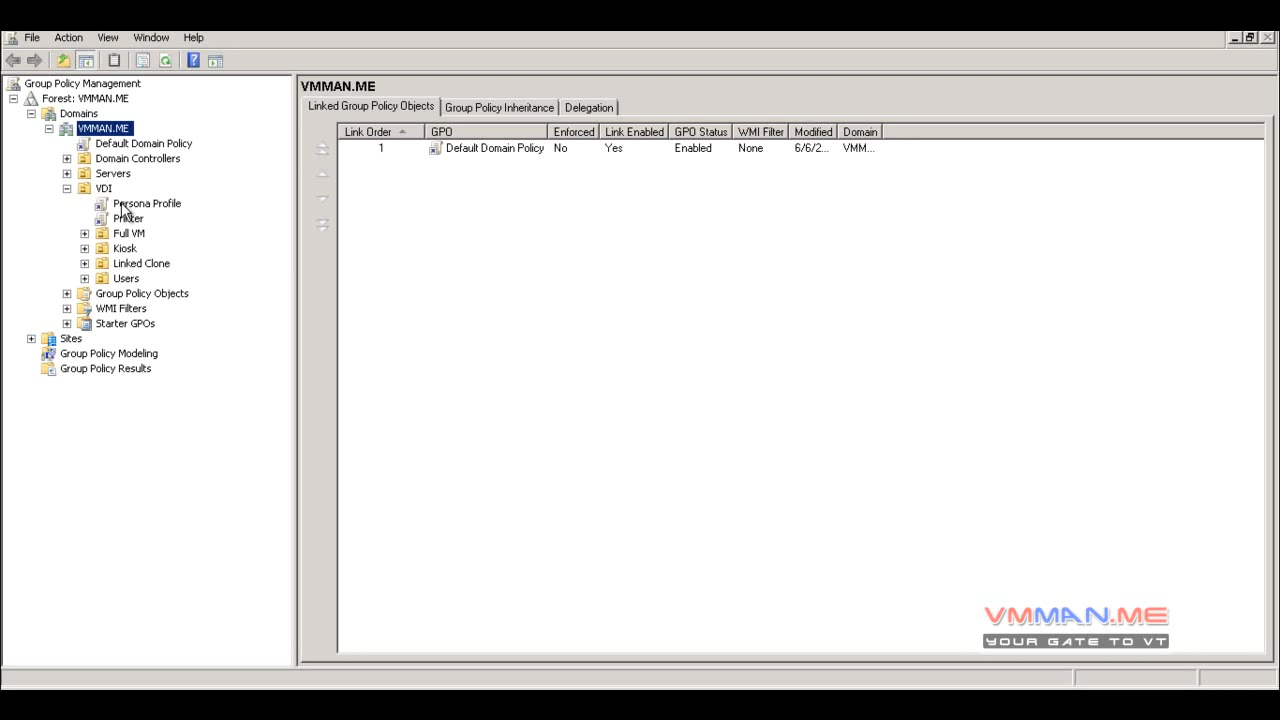 File Action View Window Help
Group Policy Management
Forest: VMMAN.ME
Domains
VMMAN.ME
Default Domain Policy
Domain Controllers
Servers
VDI
Persona Profile
Printer
Full VM
Kiosk
Linked Clone
Users
Group Policy Objects
WMI Filters
Starter GPOs
Sites
Group Policy Modeling
Group Policy Results
VMMAN.ME
Linked Group Policy Objects Group Policy Inheritance Delegation
Link Order GPO Enforced Link Enabled GPO Status WMI Filter Modified Domain
1 Default Domain Policy No Yes Enabled None 6/6/2... VMM...
VMMAN.ME
YOUR GATE TO VT